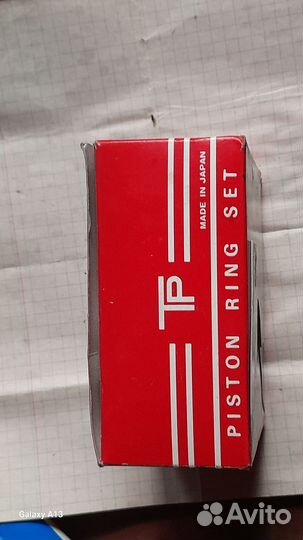 TP
MADE IN JAPAN
PISTON RING SET
Galaxy A13
Avito